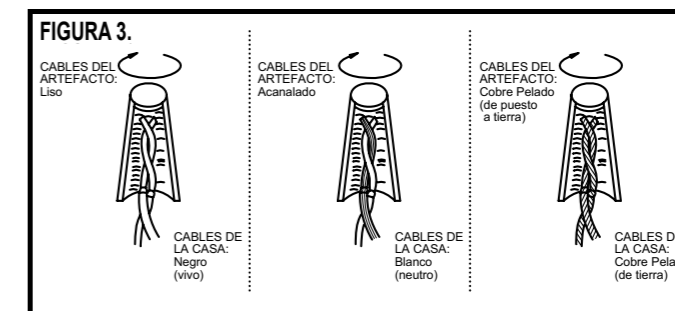 FIGURA 3.
CABLES DEL
ARTEFACTO:
Liso
CABLES DE
LA CASA:
Negro
(vivo)
CABLES DEL
ARTEFACTO:
Acanalado
CABLES DE
LA CASA:
Blanco
(neutro)
CABLES DEL
ARTEFACTO:
Cobre Pelado
(de puesto
a tierra)
CABLES D
LA CASA:
Cobre Pela
(de tierra)